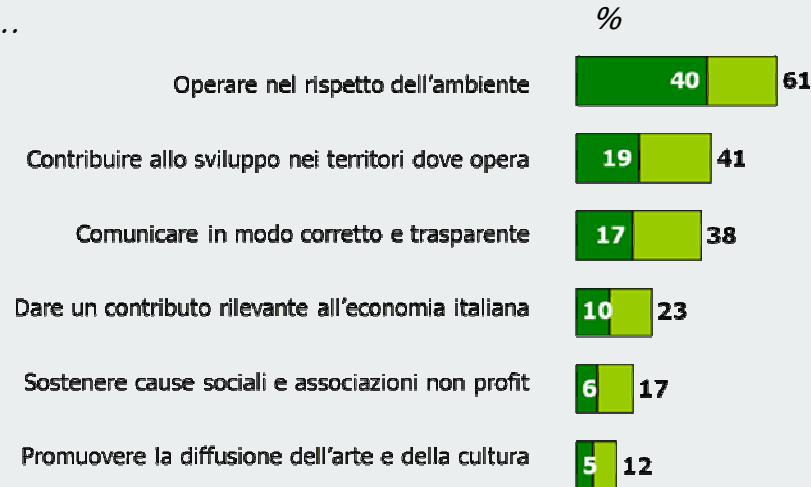 ..
%
Operare nel rispetto dell'ambiente 40 61
Contribuire allo sviluppo nei territori dove opera 19 41
Comunicare in modo corretto e trasparente 17 38
Dare un contributo rilevante all'economia italiana 10 23
Sostenere cause sociali e associazioni non profit 6 17
Promuovere la diffusione dell'arte e della cultura 5 12